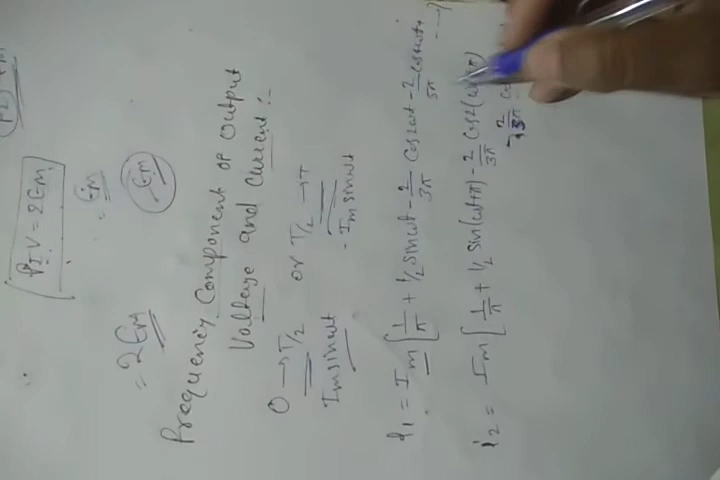 PIV = 2Em
= Em
Em
= 2Em
Frequency Component of Output
Voltage and Current :-
0 → T/2 or T/2 → T
Im sinωt - Im sinωt
i1 = Im [ 1/π + 1/2 sinωt - 2/3π Cos2ωt - 2/5π Cos4ωt
i2 = Im [ 1/π + 1/2 sin(ωt+π) - 2/3π Cos2(ωt+π)